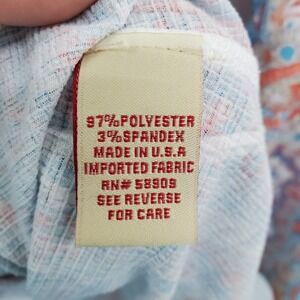 97%POLYESTER
3%SPANDEX
MADE IN U.S.A
IMPORTED FABRIC
RN# 58909
SEE REVERSE
FOR CARE